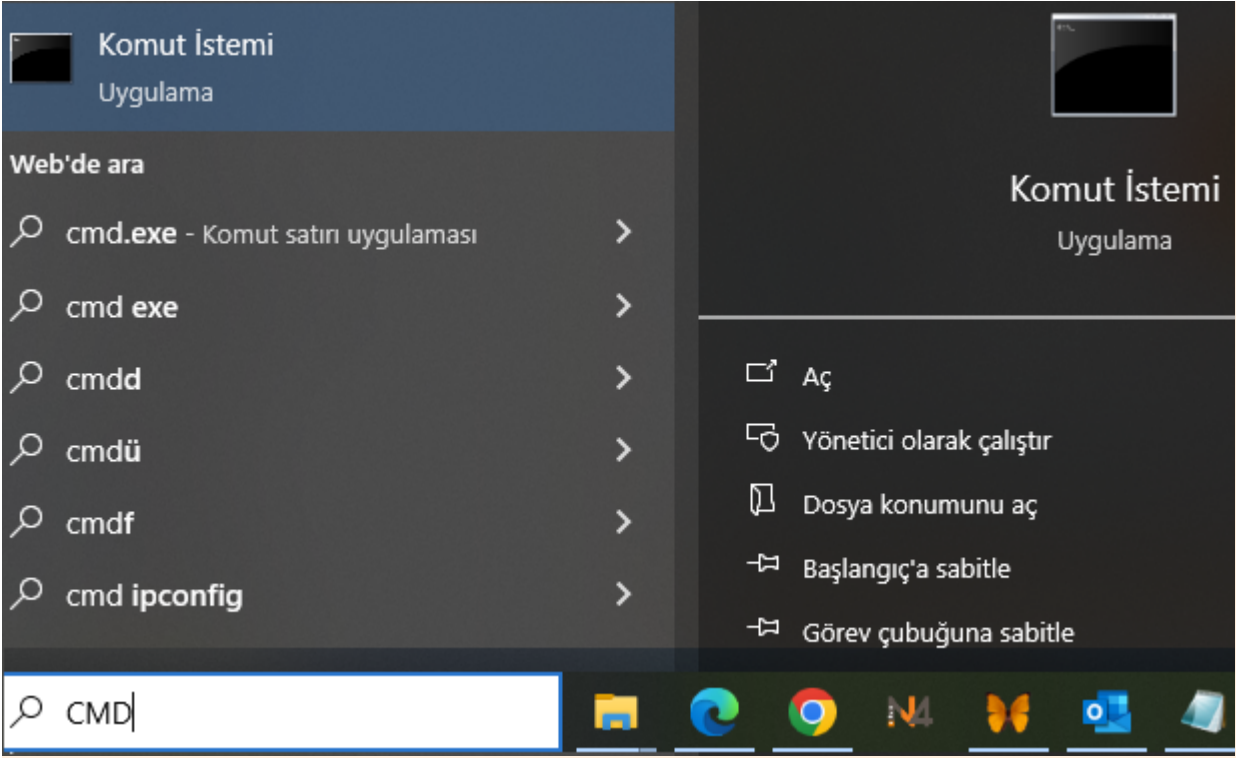 Komut İstemi
Uygulama
Web'de ara
cmd.exe - Komut satırı uygulaması
cmd exe
cmdd
cmdü
cmdf
cmd ipconfig
CMD
Komut İstemi
Uygulama
Aç
Yönetici olarak çalıştır
Dosya konumunu aç
Başlangıç'a sabitle
Görev çubuğuna sabitle
N4